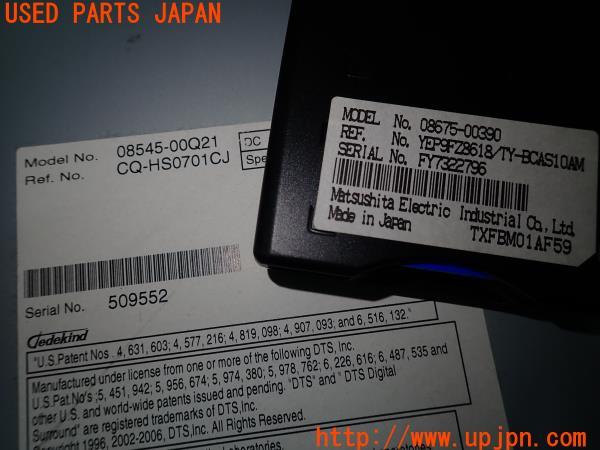 USED PARTS JAPAN
Model No. 08545-00Q21
Ref. No. CQ-HS0701CJ
DC
Spe
Serial No. 509552
Gedekind
"U.S.Patent Nos. 4, 631, 603; 4, 577, 216; 4, 819, 098; 4, 907, 093; and 6, 516, 132."
Manufactured under license from one or more of the following DTS, Inc.
U.S.Pat.No's ;5, 451, 942; 5, 956, 674; 5, 974, 380; 5, 978, 762; 6, 226, 616; 6, 487, 535 and
other U.S. and world-wide patents issued and pending. "DTS" and " DTS Digital
Surround" are registered trademarks of DTS,Inc.
Copyright 1996, 2002-2006, DTS,Inc. All Rights Reserved.
MODEL No. 08675-00390
REF. No. YEP9FZ8618/TY-BCAS10AM
SERIAL No. FY7322796
Matsushita Electric Industrial Co., Ltd.
Made in Japan TXFBM01AF59
http://www.upjpn.com